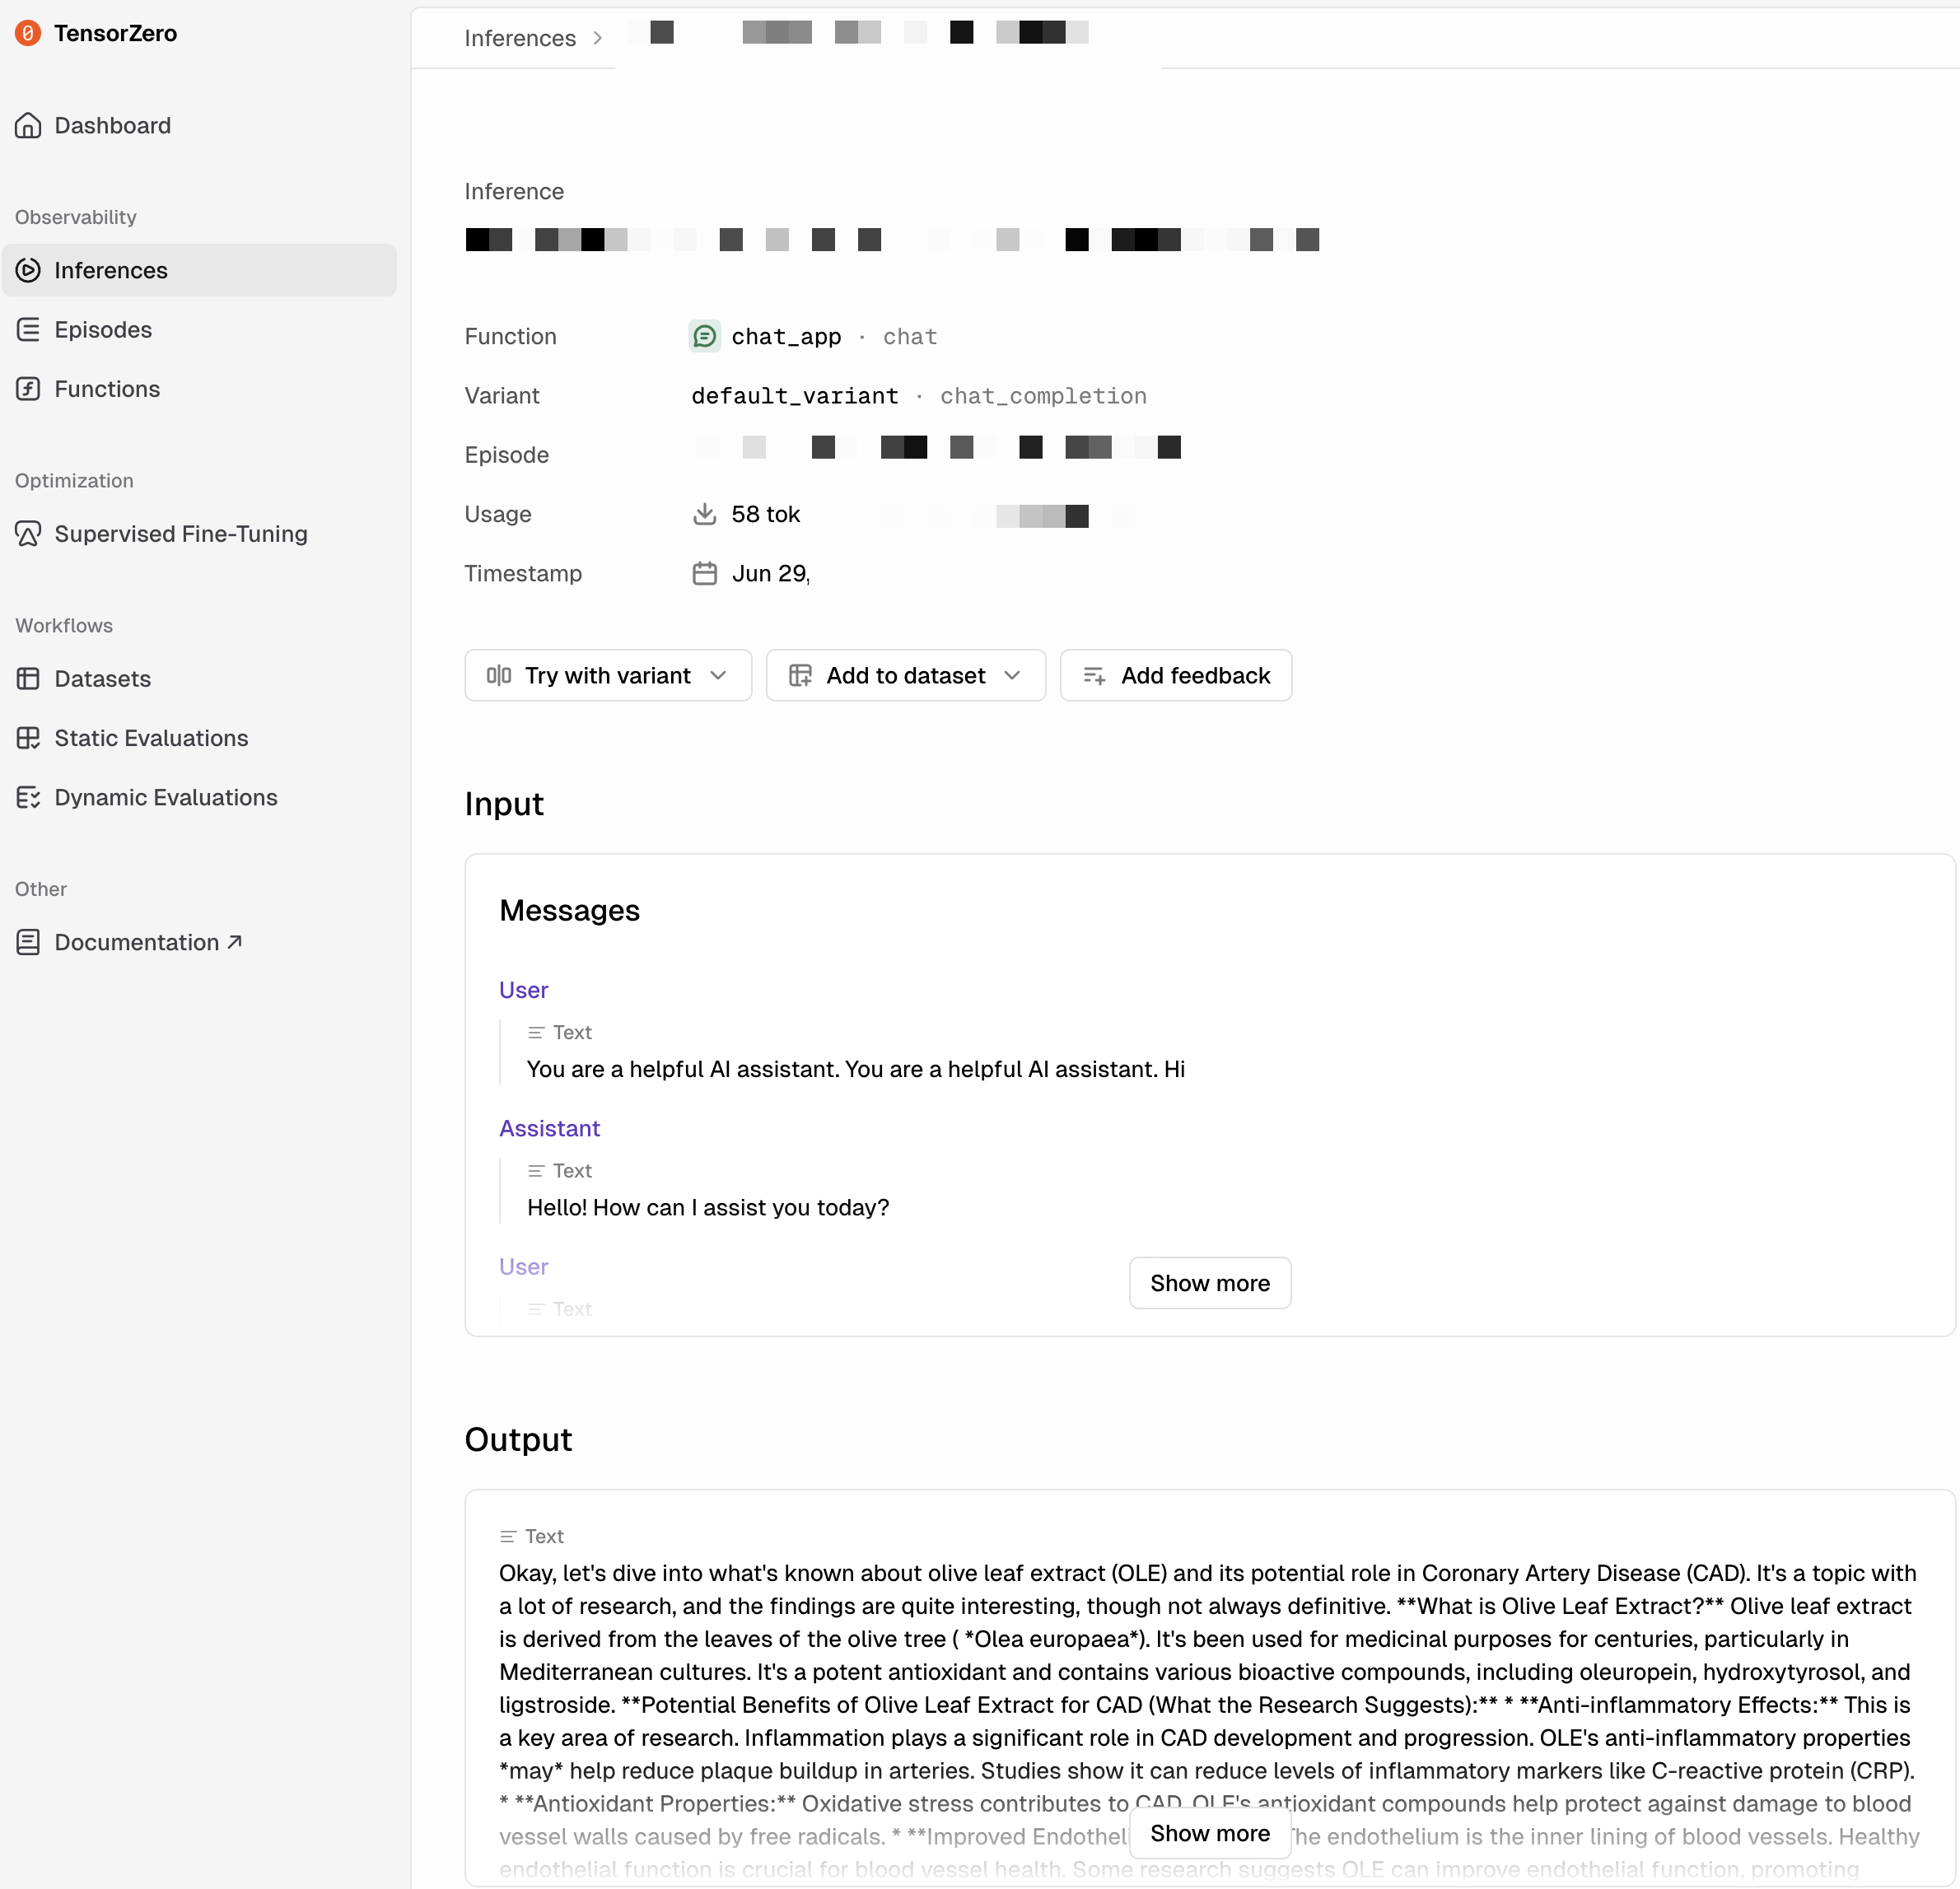 TensorZero
Dashboard
Observability
Inferences
Episodes
Functions
Optimization
Supervised Fine-Tuning
Workflows
Datasets
Static Evaluations
Dynamic Evaluations
Other
Documentation ↗
Inferences >
Inference
Function chat_app · chat
Variant default_variant · chat_completion
Episode
Usage 58 tok
Timestamp Jun 29,
Try with variant Add to dataset Add feedback
Input
Messages
User
Text
You are a helpful AI assistant. You are a helpful AI assistant. Hi
Assistant
Text
Hello! How can I assist you today?
User
Text
Show more
Output
Text
Okay, let's dive into what's known about olive leaf extract (OLE) and its potential role in Coronary Artery Disease (CAD). It's a topic with
a lot of research, and the findings are quite interesting, though not always definitive. **What is Olive Leaf Extract?** Olive leaf extract
is derived from the leaves of the olive tree ( *Olea europaea*). It's been used for medicinal purposes for centuries, particularly in
Mediterranean cultures. It's a potent antioxidant and contains various bioactive compounds, including oleuropein, hydroxytyrosol, and
ligstroside. **Potential Benefits of Olive Leaf Extract for CAD (What the Research Suggests):** * **Anti-inflammatory Effects:** This is
a key area of research. Inflammation plays a significant role in CAD development and progression. OLE's anti-inflammatory properties
*may* help reduce plaque buildup in arteries. Studies show it can reduce levels of inflammatory markers like C-reactive protein (CRP).
* **Antioxidant Properties:** Oxidative stress contributes to CAD. OLE's antioxidant compounds help protect against damage to blood
vessel walls caused by free radicals. * **Improved Endotheli Show more The endothelium is the inner lining of blood vessels. Healthy
endothelial function is crucial for blood vessel health. Some research suggests OLE can improve endothelial function, promoting